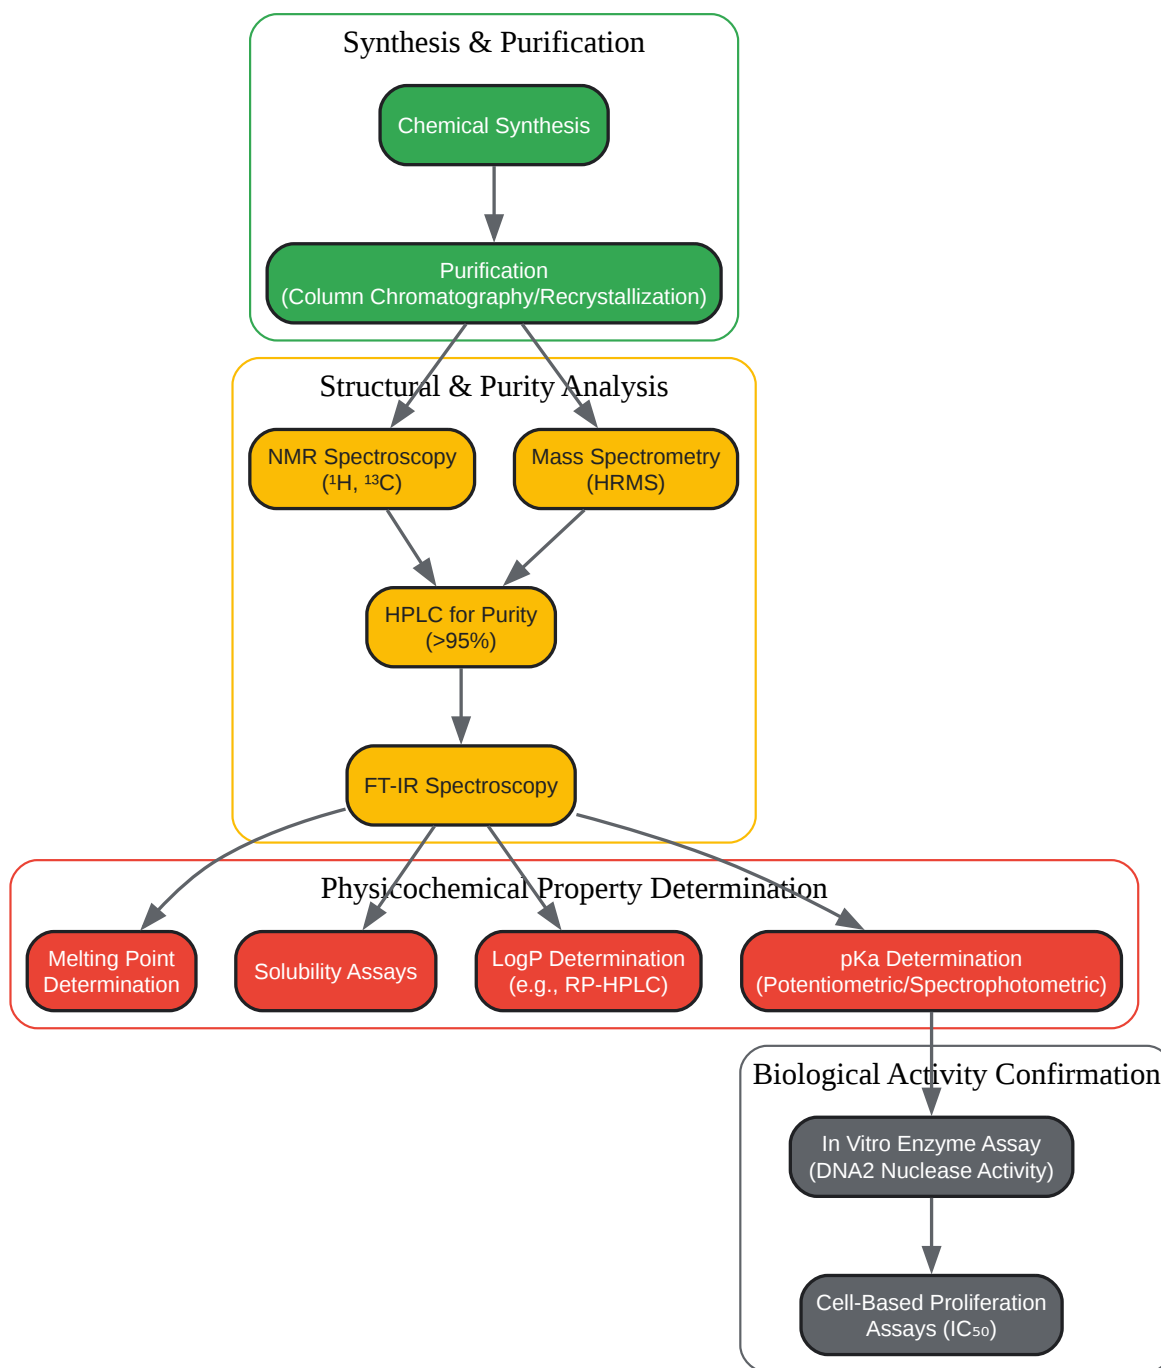 Synthesis & Purification
Chemical Synthesis
Purification
(Column Chromatography/Recrystallization)
Structural & Purity Analysis
NMR Spectroscopy
(¹H, ¹³C)
Mass Spectrometry
(HRMS)
HPLC for Purity
(>95%)
FT-IR Spectroscopy
Physicochemical Property Determination
Melting Point
Determination
Solubility Assays
LogP Determination
(e.g., RP-HPLC)
pKa Determination
(Potentiometric/Spectrophotometric)
Biological Activity Confirmation
In Vitro Enzyme Assay
(DNA2 Nuclease Activity)
Cell-Based Proliferation
Assays (IC₅₀)